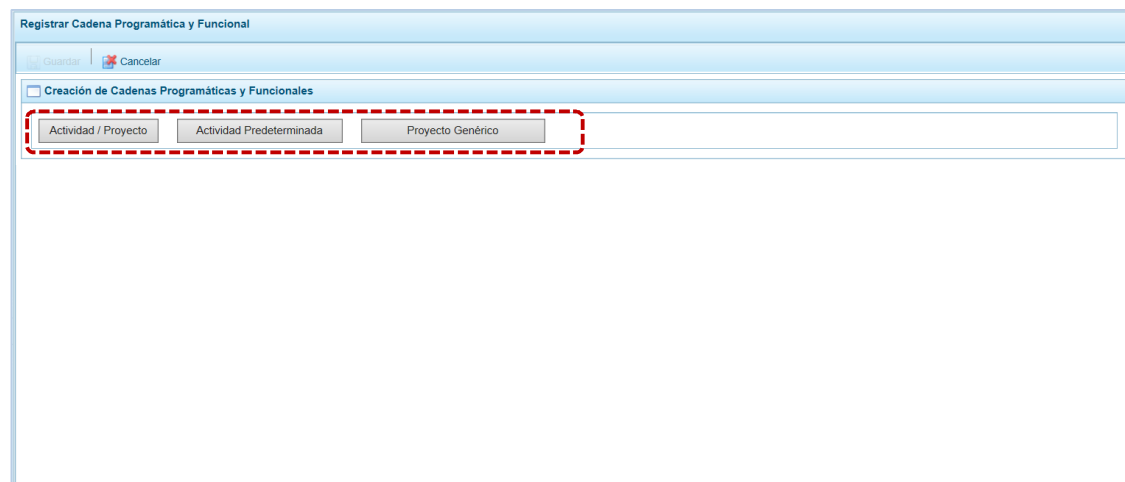 Registrar Cadena Programática y Funcional
Guardar Cancelar
Creación de Cadenas Programáticas y Funcionales
Actividad / Proyecto Actividad Predeterminada Proyecto Genérico